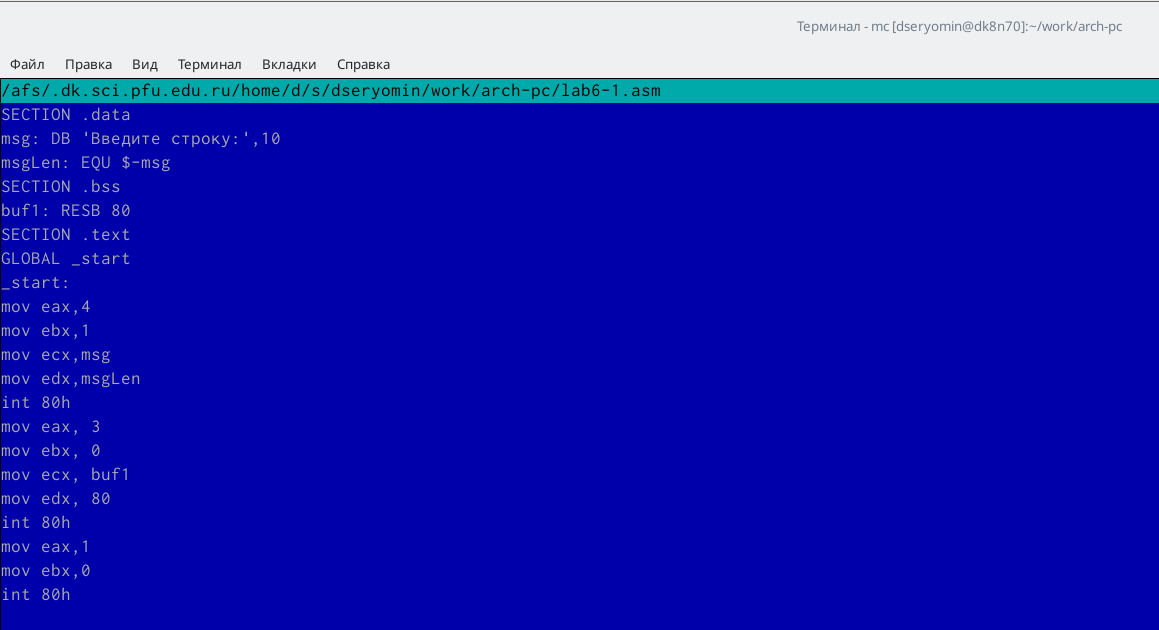 Терминал - mc [dseryomin@dk8n70]:~/work/arch-pc
Файл Правка Вид Терминал Вкладки Справка
/afs/.dk.sci.pfu.edu.ru/home/d/s/dseryomin/work/arch-pc/lab6-1.asm
SECTION .data
msg: DB 'Введите строку:',10
msgLen: EQU $-msg
SECTION .bss
buf1: RESB 80
SECTION .text
GLOBAL _start
_start:
mov eax,4
mov ebx,1
mov ecx,msg
mov edx,msgLen
int 80h
mov eax, 3
mov ebx, 0
mov ecx, buf1
mov edx, 80
int 80h
mov eax,1
mov ebx,0
int 80h